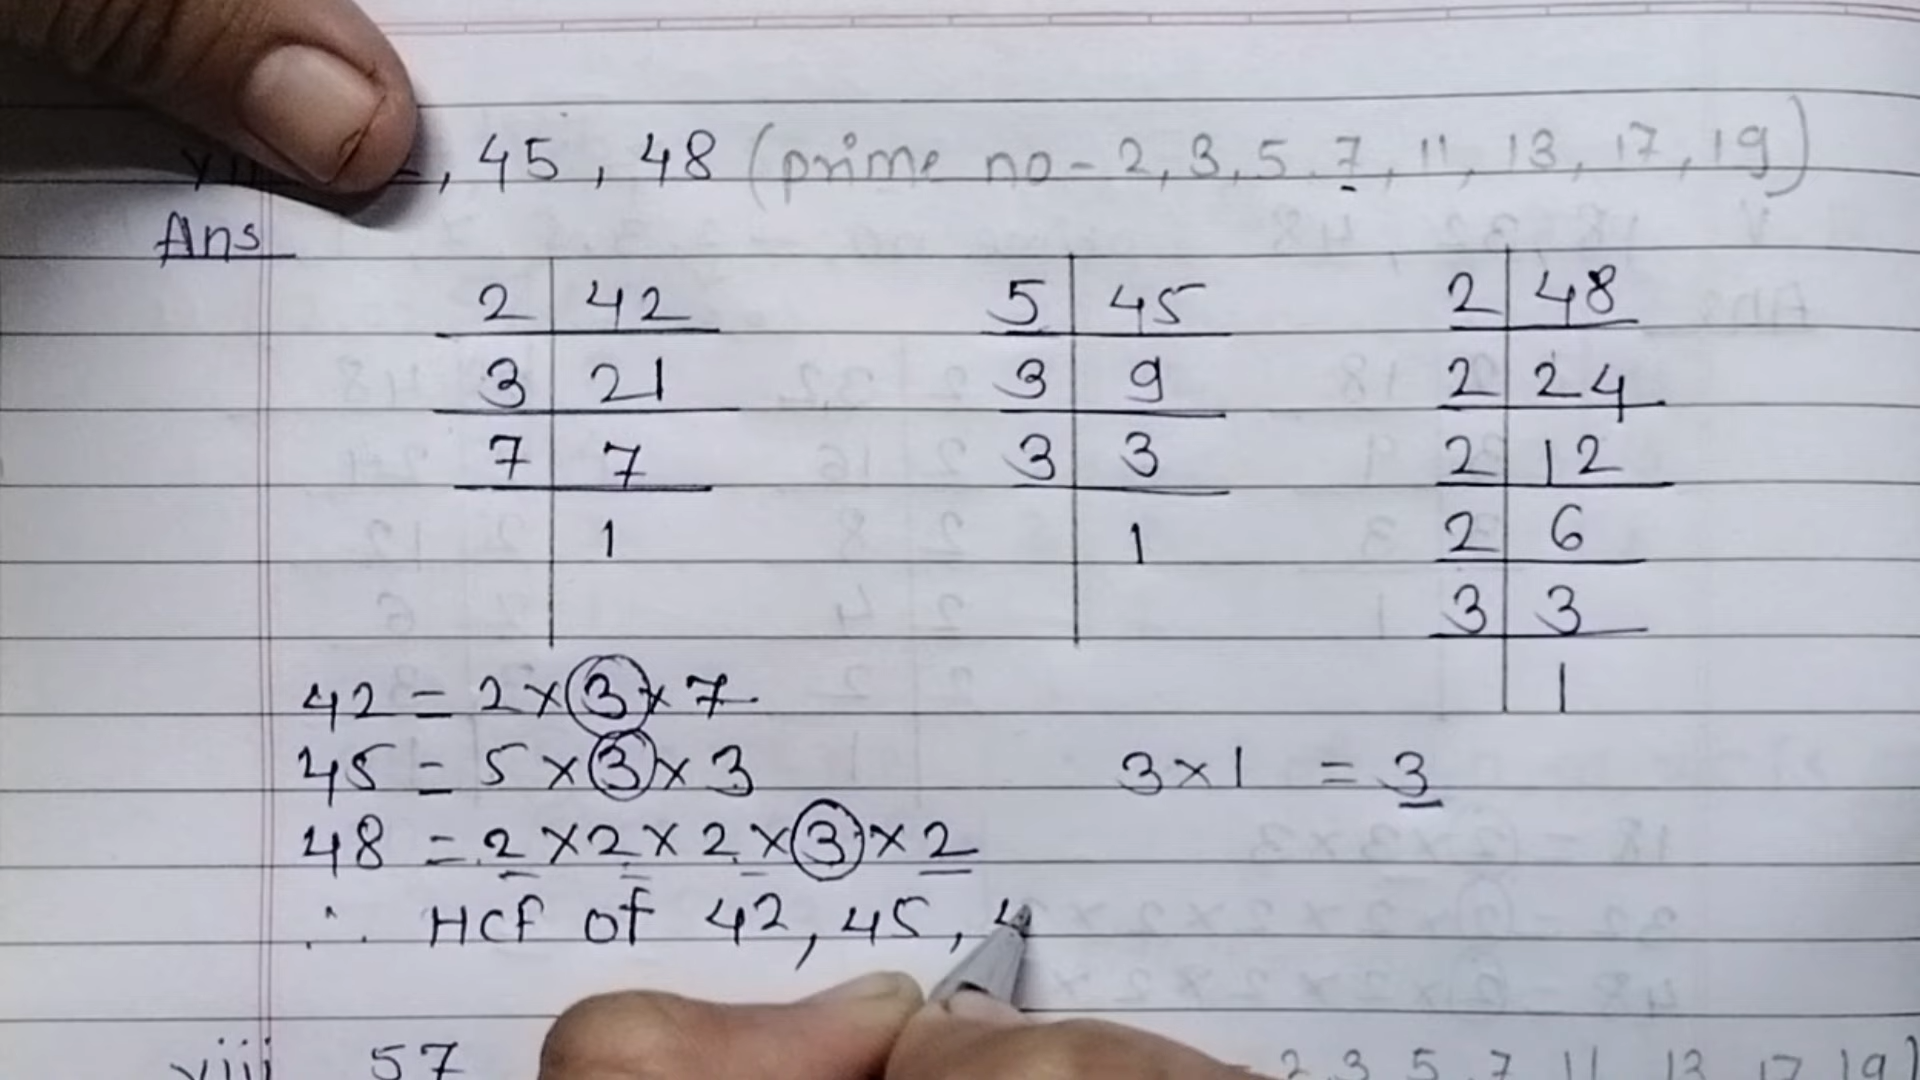 , 45, 48 (prime no - 2, 3, 5, 7, 11, 13, 17, 19)
Ans
2 | 42   5 | 45   2 | 48
3 | 21   3 | 9   2 | 24
7 | 7   3 | 3   2 | 12
1   1   2 | 6
3 | 3
1
42 = 2 × 3 × 7
45 = 5 × 3 × 3   3 × 1 = 3
48 = 2 × 2 × 2 × 3 × 2
∴ HCF of 42, 45, 4
viii 57   2 3 5 7 11 13 17 19)